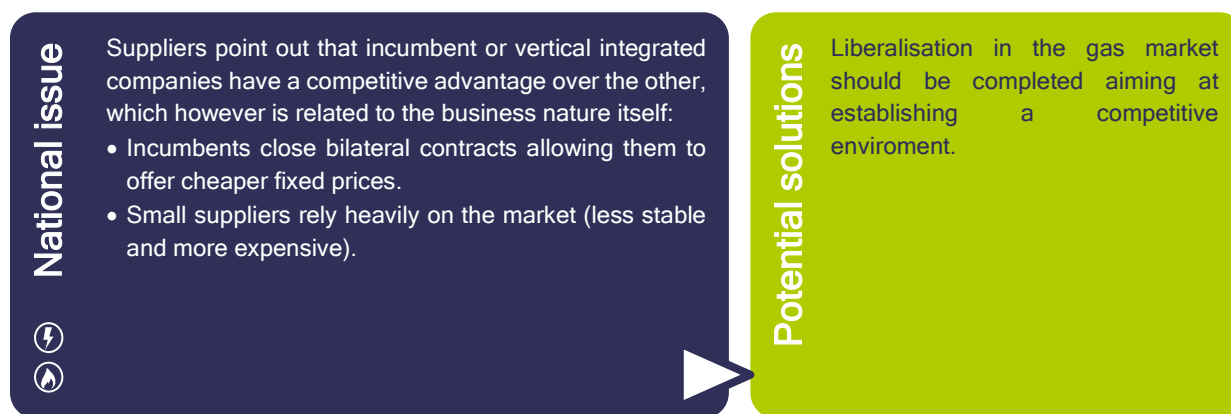 National issue
Suppliers point out that incumbent or vertical integrated
companies have a competitive advantage over the other,
which however is related to the business nature itself:
• Incumbents close bilateral contracts allowing them to
offer cheaper fixed prices.
• Small suppliers rely heavily on the market (less stable
and more expensive).
Potential solutions
Liberalisation in the gas market
should be completed aiming at
establishing a competitive
enviroment.